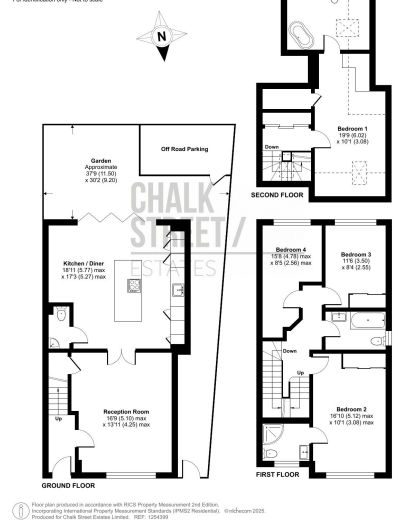 For identification only - Not to scale
N
Garden
Approximate
37'9 (11.50)
x 30'2 (9.20)
Off Road Parking
CHALK
STREET/
ESTATES
Kitchen / Diner
18'11 (5.77) max
x 17'3 (5.27) max
Up
Reception Room
16'9 (5.10) max
x 13'11 (4.25) max
GROUND FLOOR
Down
Bedroom 1
19'9 (6.02)
x 10'1 (3.08)
SECOND FLOOR
Bedroom 4
15'8 (4.78) max
x 8'5 (2.56) max
Bedroom 3
11'6 (3.50)
x 8'4 (2.55)
Down
Up
Bedroom 2
16'10 (5.12) max
x 10'1 (3.08) max
FIRST FLOOR
Floor plan produced in accordance with RICS Property Measurement 2nd Edition,
Incorporating International Property Measurement Standards (IPMS2 Residential). ©nichecom 2025.
Produced for Chalk Street Estates Limited. REF: 1254399